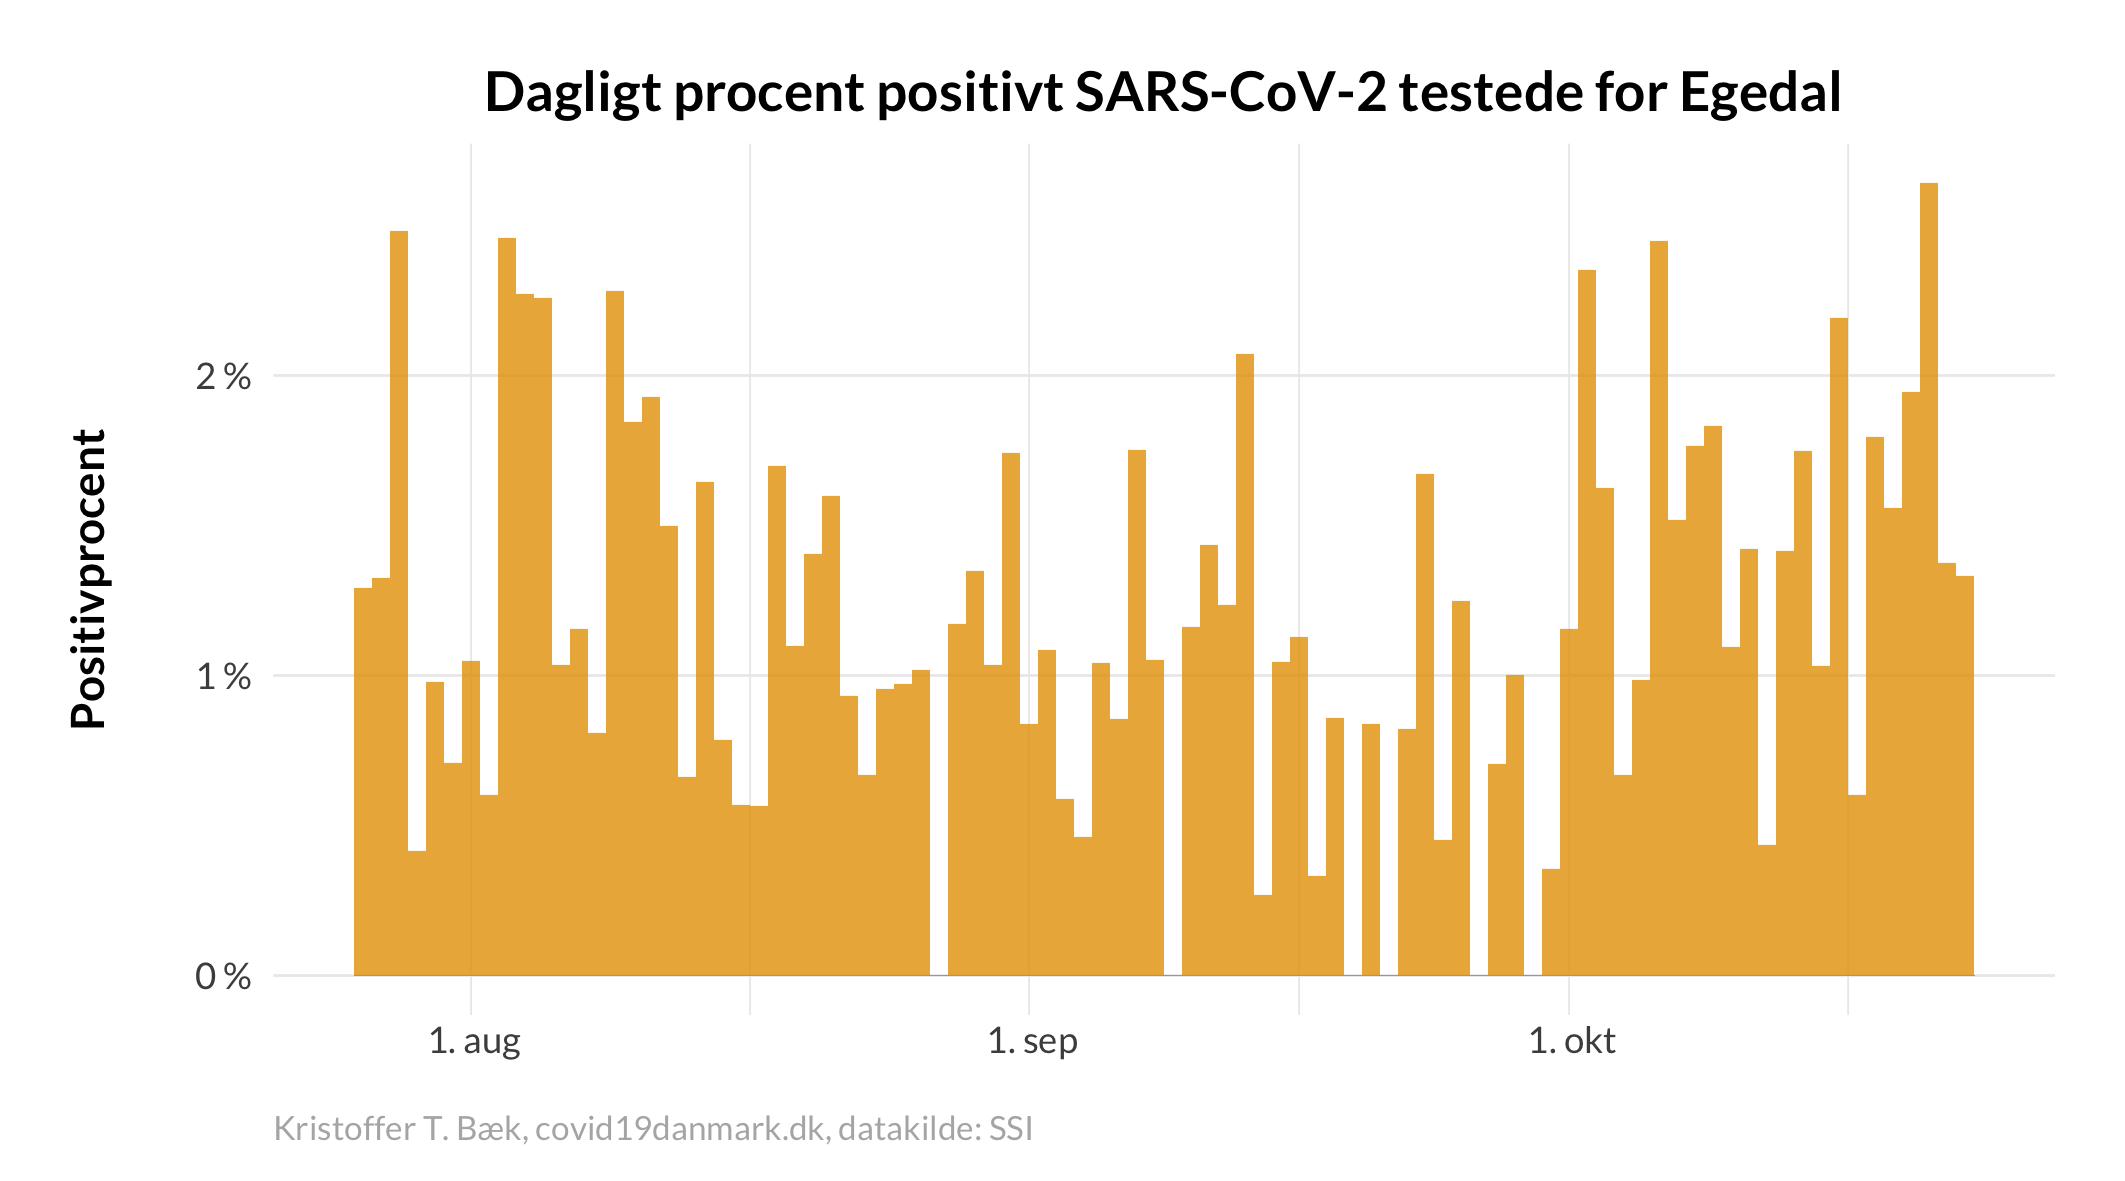 Dagligt procent positivt SARS-CoV-2 testede for Egedal
Positivprocent
2 %
1 %
0 %
1. aug
1. sep
1. okt
Kristoffer T. Bæk, covid19danmark.dk, datakilde: SSI